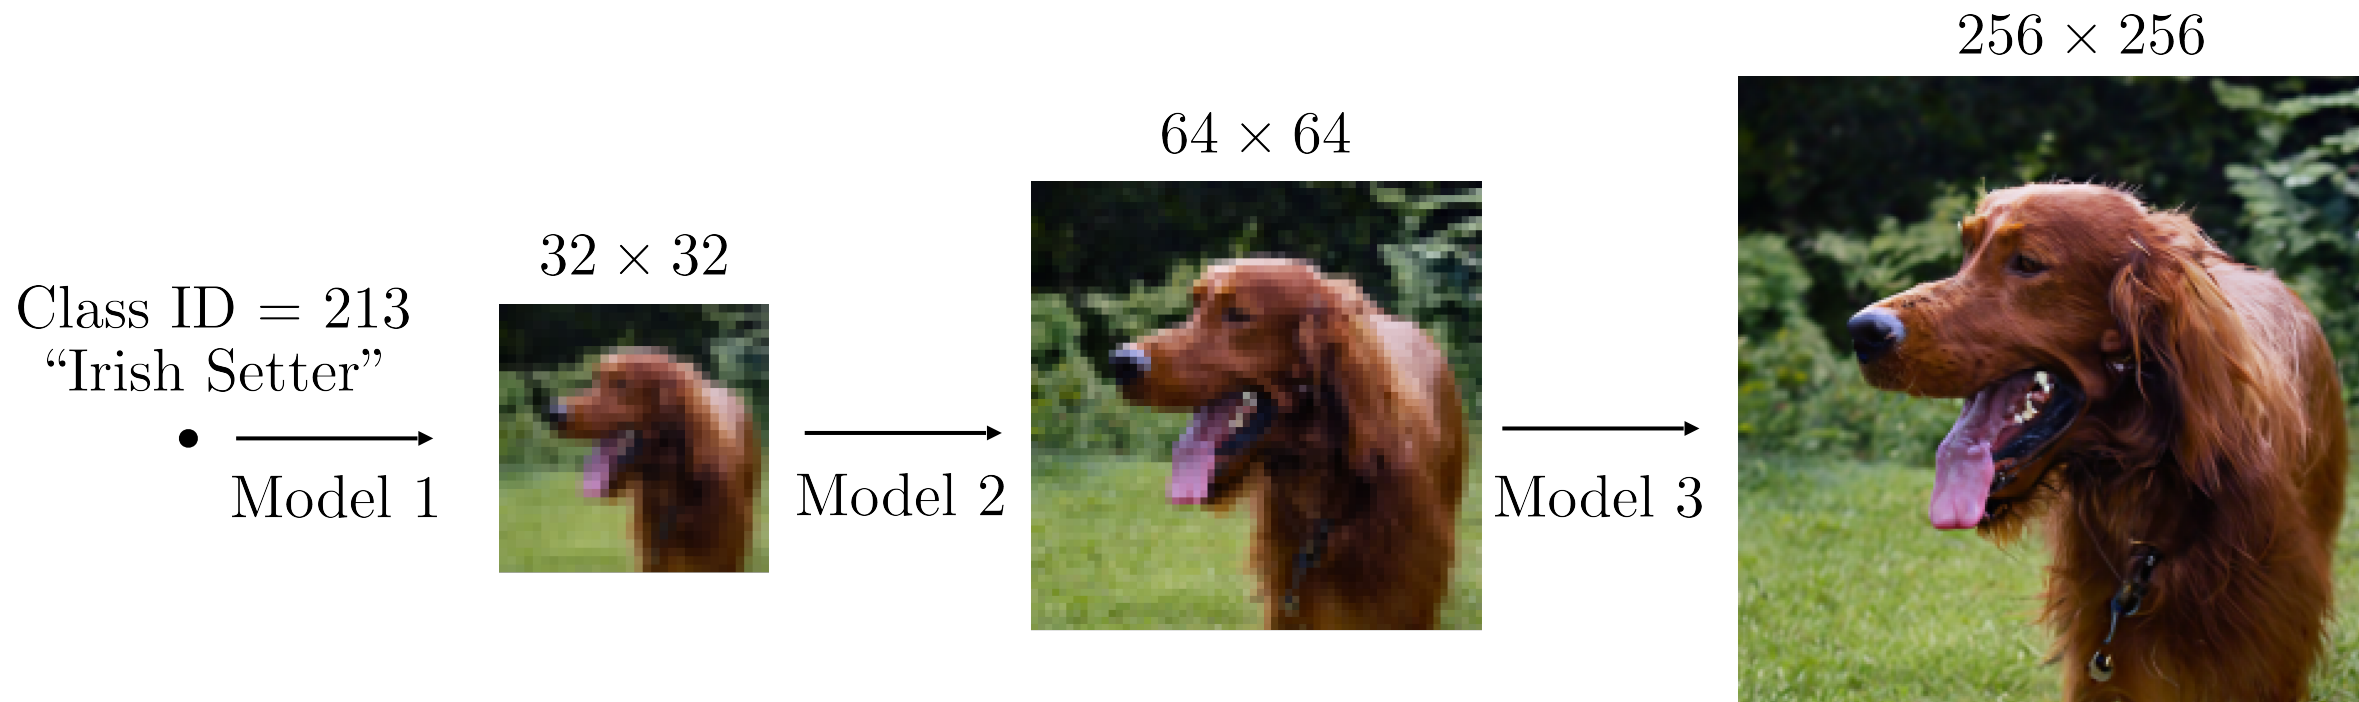 Class ID = 213
“Irish Setter”
Model 1
32 × 32
Model 2
64 × 64
Model 3
256 × 256